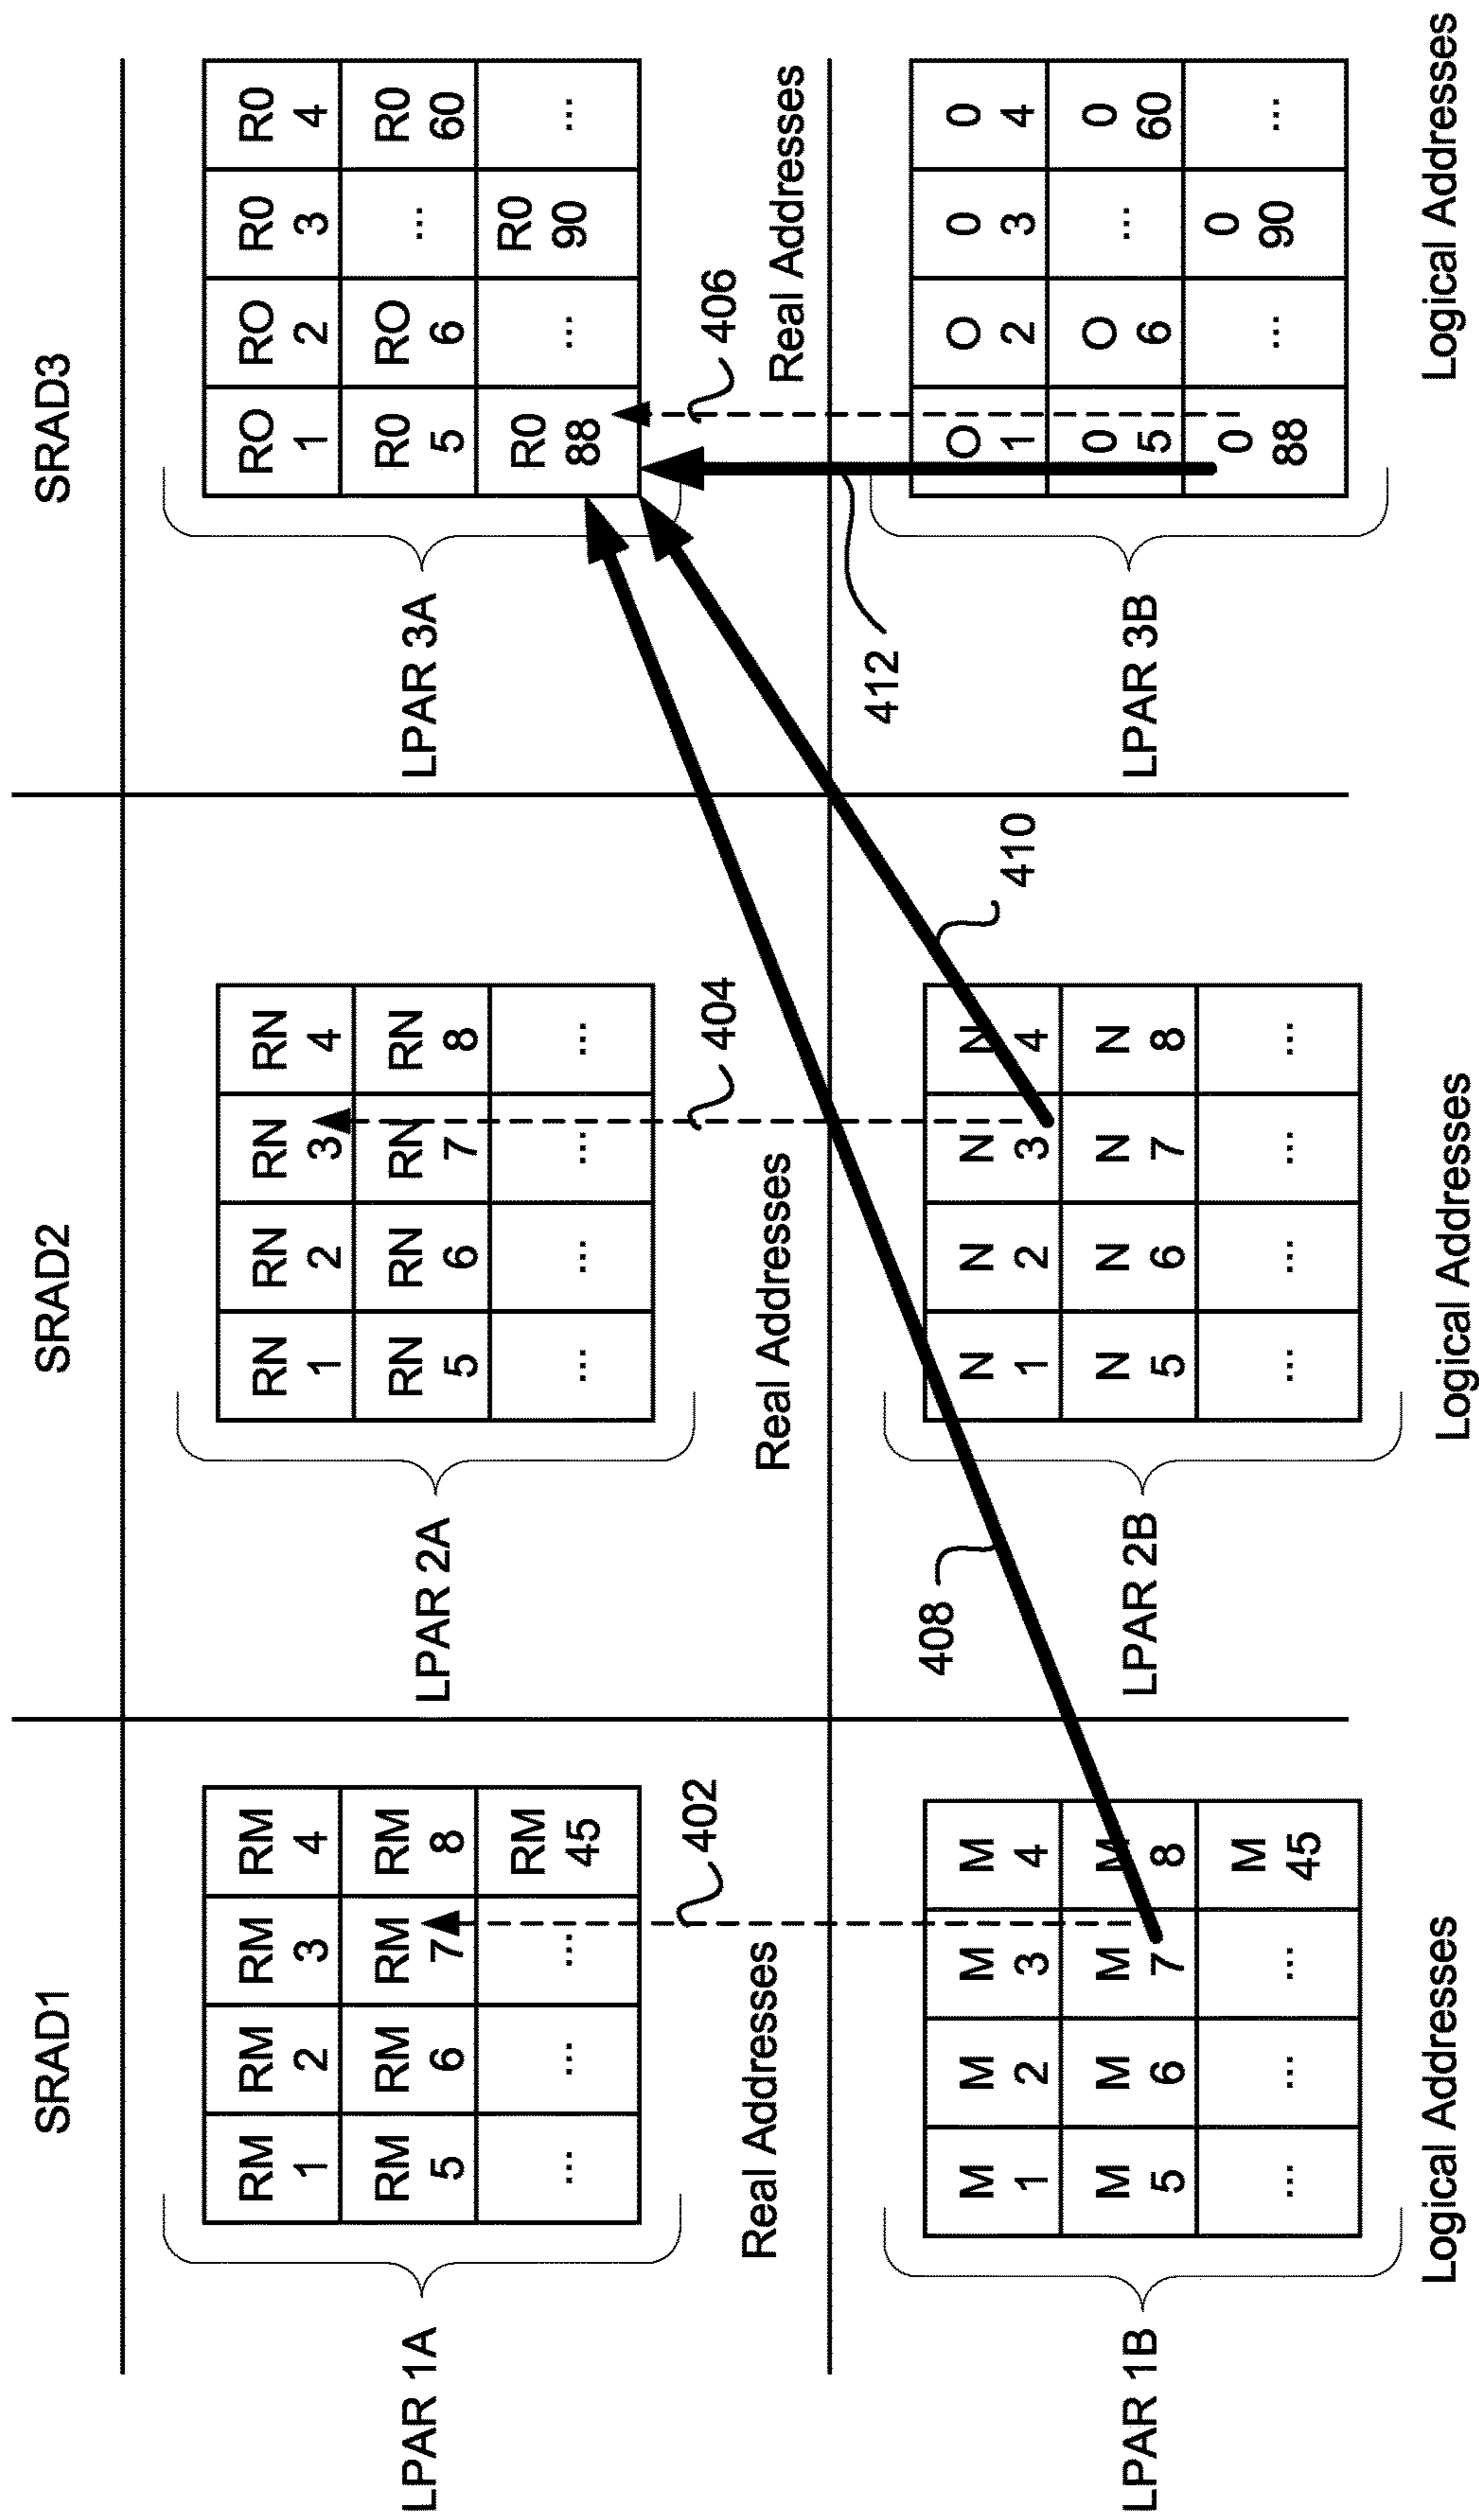 SRAD1
SRAD2
SRAD3
LPAR 1A
RM RM RM RM
1 2 3 4
RM RM RM RM
5 6 7 8
... ... ... RM
45
Real Addresses
402
LPAR 2A
RN RN RN RN
1 2 3 4
RN RN RN RN
5 6 7 8
... ... ... ...
Real Addresses
404
LPAR 3A
RO RO R0 R0
1 2 3 4
R0 RO ... R0
5 6 60
R0 ... R0 ...
88 90
406
Real Addresses
LPAR 1B
M M M M
1 2 3 4
M M M M
5 6 7 8
... ... ... M
45
Logical Addresses
408
LPAR 2B
N N N N
1 2 3 4
N N N N
5 6 7 8
... ... ... ...
Logical Addresses
410
412
LPAR 3B
O O 0 0
1 2 3 4
0 O ... 0
5 6 60
0 ... 0 ...
88 90
Logical Addresses